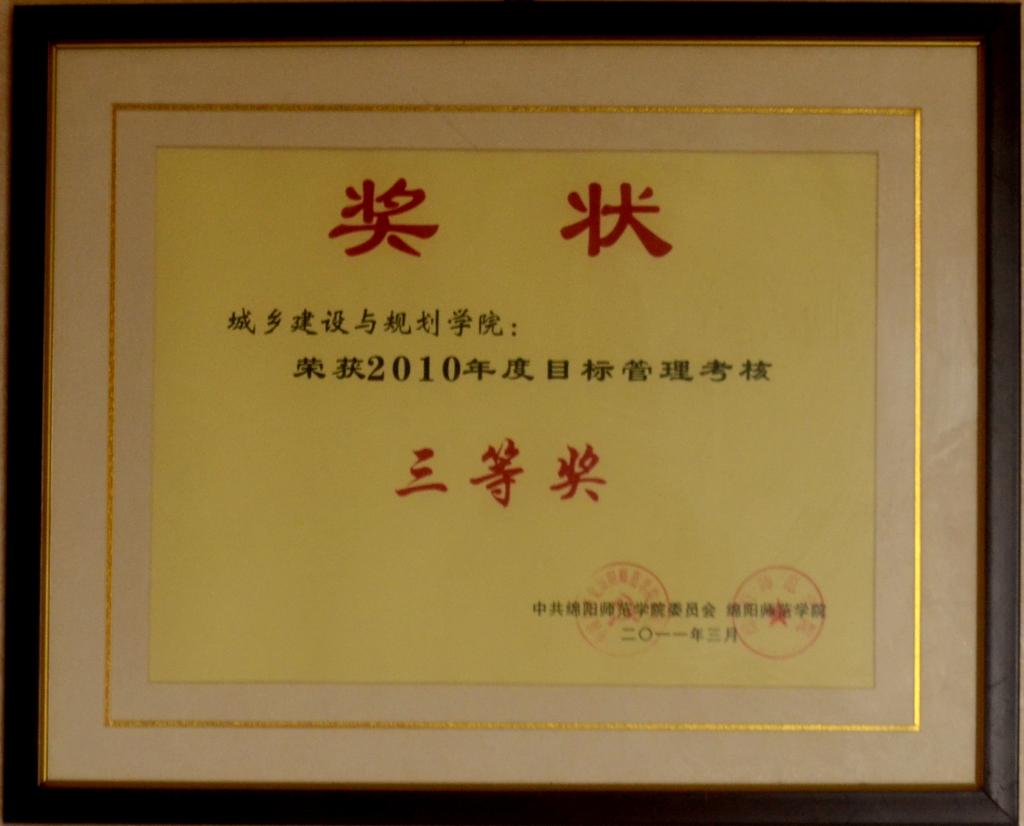 奖 状
城乡建设与规划学院：
荣获2010年度目标管理考核
三等奖
中共绵阳师范学院委员会 绵阳师范学院
二〇一一年三月